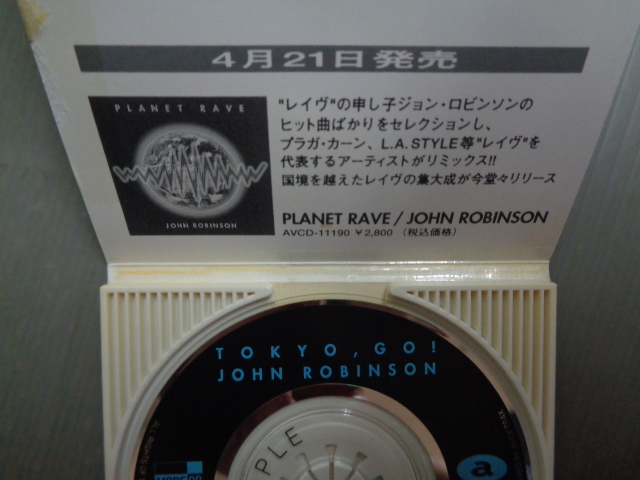 4月21日発売
PLANET RAVE
JOHN ROBINSON
"レイヴ"の申し子ジョン・ロビンソンの
ヒット曲ばかりをセレクションし、
プラガ・カーン、L.A.STYLE等"レイヴ"を
代表するアーティストがリミックス!!
国境を越えたレイヴの集大成が今堂々リリース
PLANET RAVE / JOHN ROBINSON
AVCD-11190 ¥2,800 (税込価格)
TOKYO, GO!
JOHN ROBINSON
PLE
ALL RIGHTS OF
a